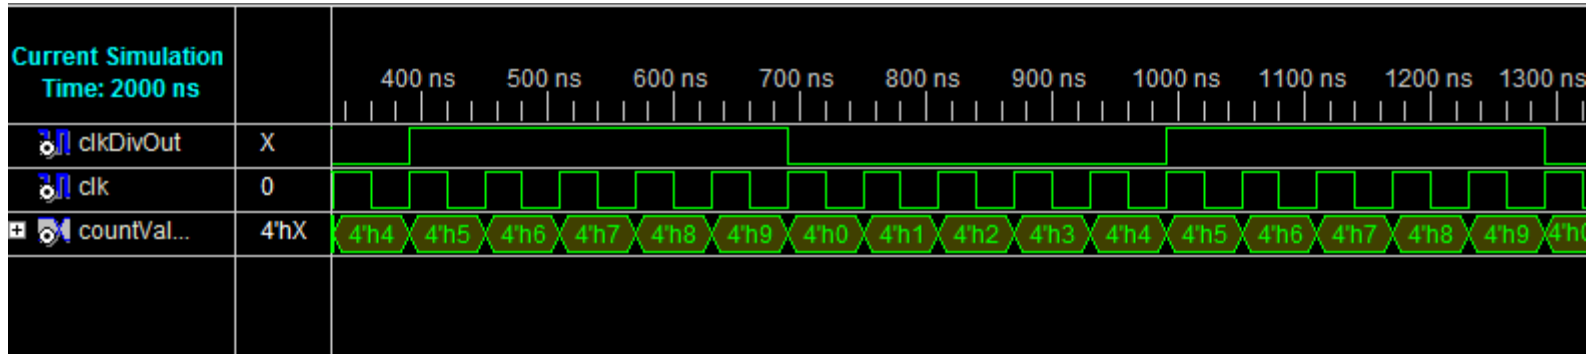 Current Simulation
Time: 2000 ns
400 ns 500 ns 600 ns 700 ns 800 ns 900 ns 1000 ns 1100 ns 1200 ns 1300 ns
clkDivOut X
clk 0
countVal... 4'hX 4'h4 4'h5 4'h6 4'h7 4'h8 4'h9 4'h0 4'h1 4'h2 4'h3 4'h4 4'h5 4'h6 4'h7 4'h8 4'h9 4'h0